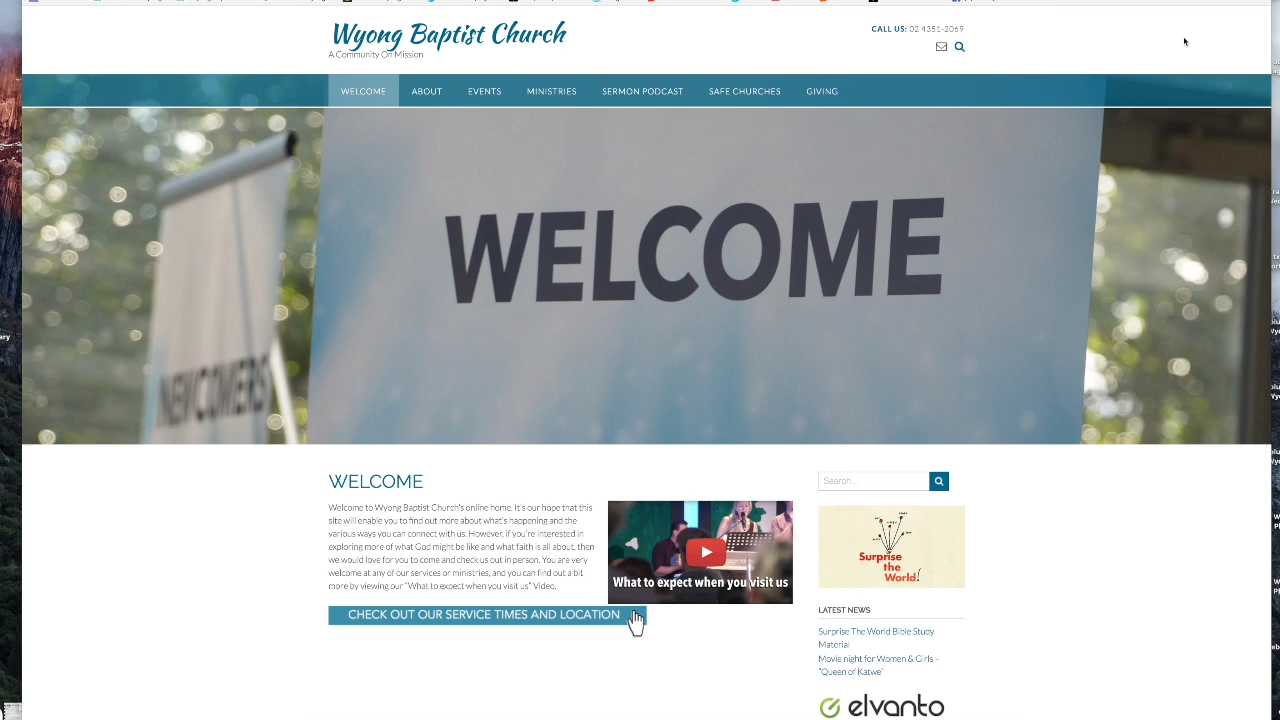 Wyong Baptist Church
A Community On Mission
CALL US: 02 4351-2069
WELCOME ABOUT EVENTS MINISTRIES SERMON PODCAST SAFE CHURCHES GIVING
WELCOME
NEWCOMERS
WELCOME
Welcome to Wyong Baptist Church's online home. It's our hope that this
site will enable you to find out more about what's happening and the
various ways you can connect with us. However, if you're interested in
exploring more of what God might be like and what faith is all about, then
we would love for you to come and check us out in person. You are very
welcome at any of our services or ministries, and you can find out a bit
more by viewing our "What to expect when you visit us" Video.
What to expect when you visit us
CHECK OUT OUR SERVICE TIMES AND LOCATION
Search...
Surprise
the
World!
LATEST NEWS
Surprise The World Bible Study
Material
Movie night for Women & Girls –
"Queen of Katwe"
elvanto